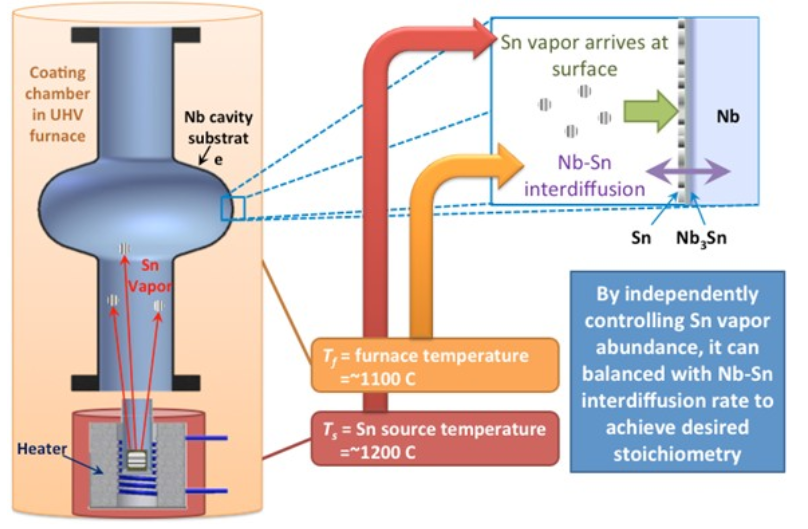 Coating
chamber
in UHV
furnace
Nb cavity
substrat
e
Sn
Vapor
Heater
Sn vapor arrives at
surface
Nb-Sn
interdiffusion
Nb
Sn
Nb₃Sn
T_f = furnace temperature
=~1100 C
T_s = Sn source temperature
=~1200 C
By independently
controlling Sn vapor
abundance, it can
balanced with Nb-Sn
interdiffusion rate to
achieve desired
stoichiometry